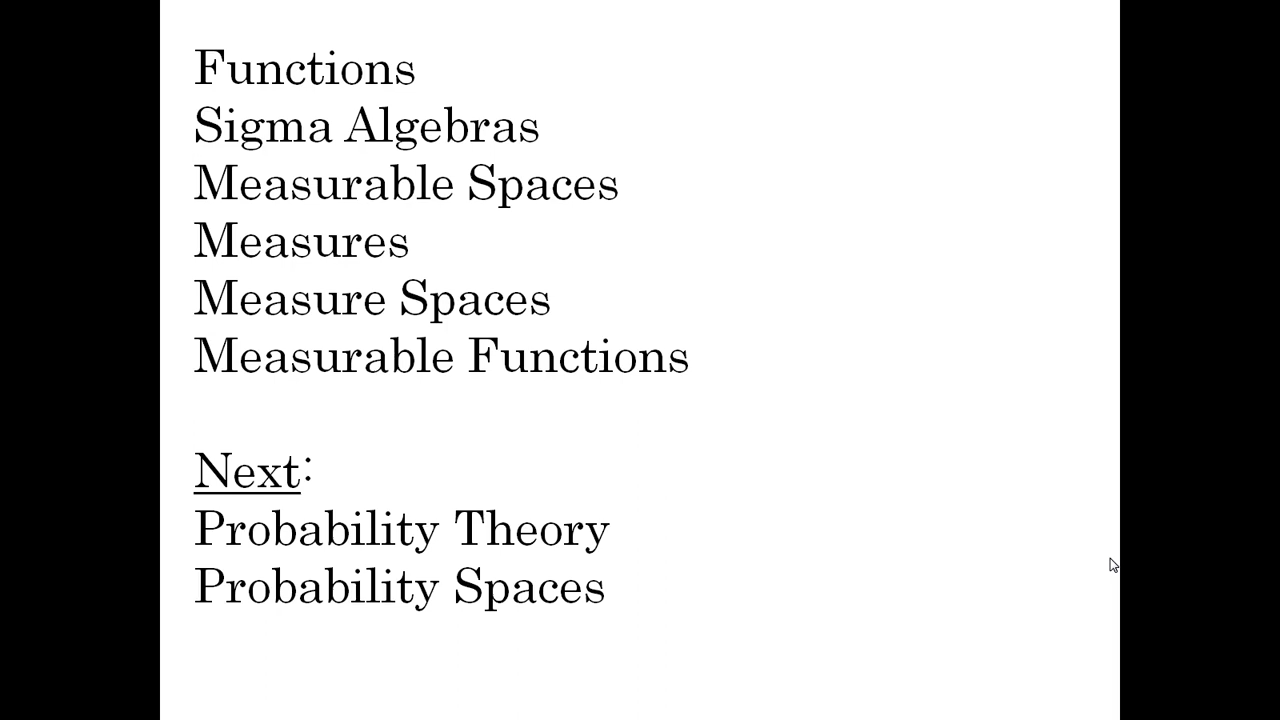 Functions
Sigma Algebras
Measurable Spaces
Measures
Measure Spaces
Measurable Functions
Next:
Probability Theory
Probability Spaces